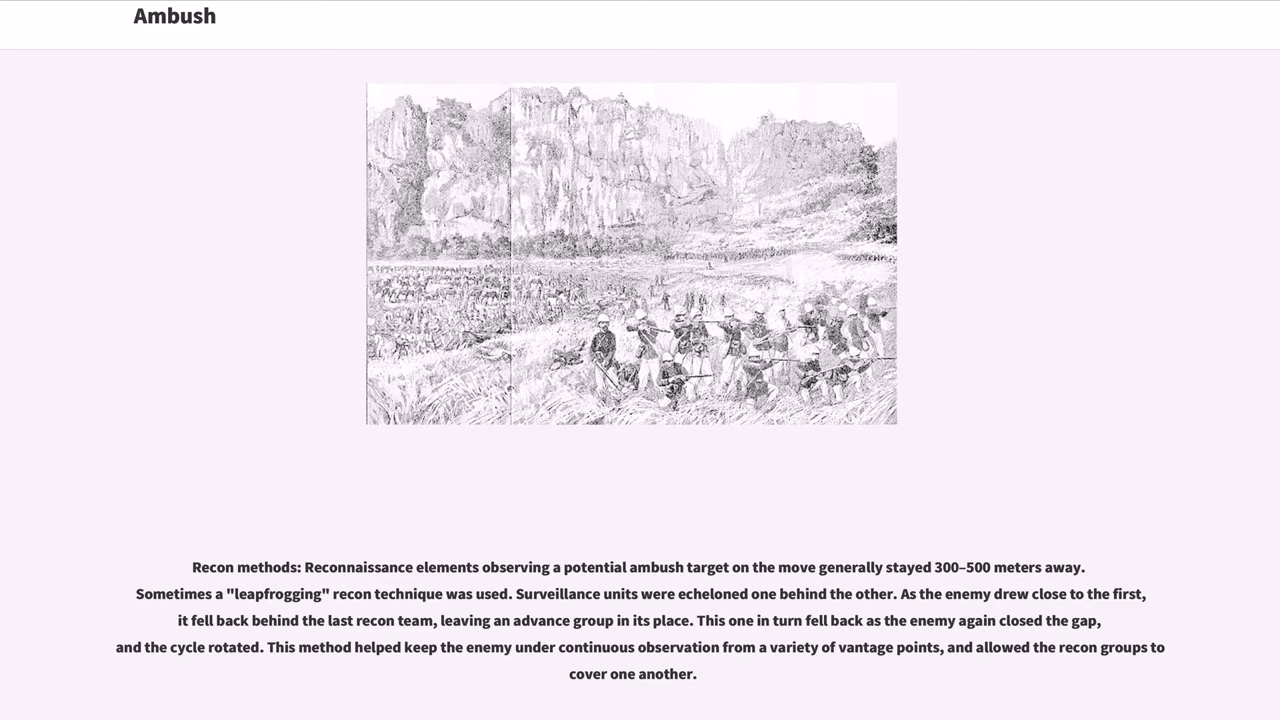 Ambush
Recon methods: Reconnaissance elements observing a potential ambush target on the move generally stayed 300–500 meters away.
Sometimes a "leapfrogging" recon technique was used. Surveillance units were echeloned one behind the other. As the enemy drew close to the first,
it fell back behind the last recon team, leaving an advance group in its place. This one in turn fell back as the enemy again closed the gap,
and the cycle rotated. This method helped keep the enemy under continuous observation from a variety of vantage points, and allowed the recon groups to
cover one another.